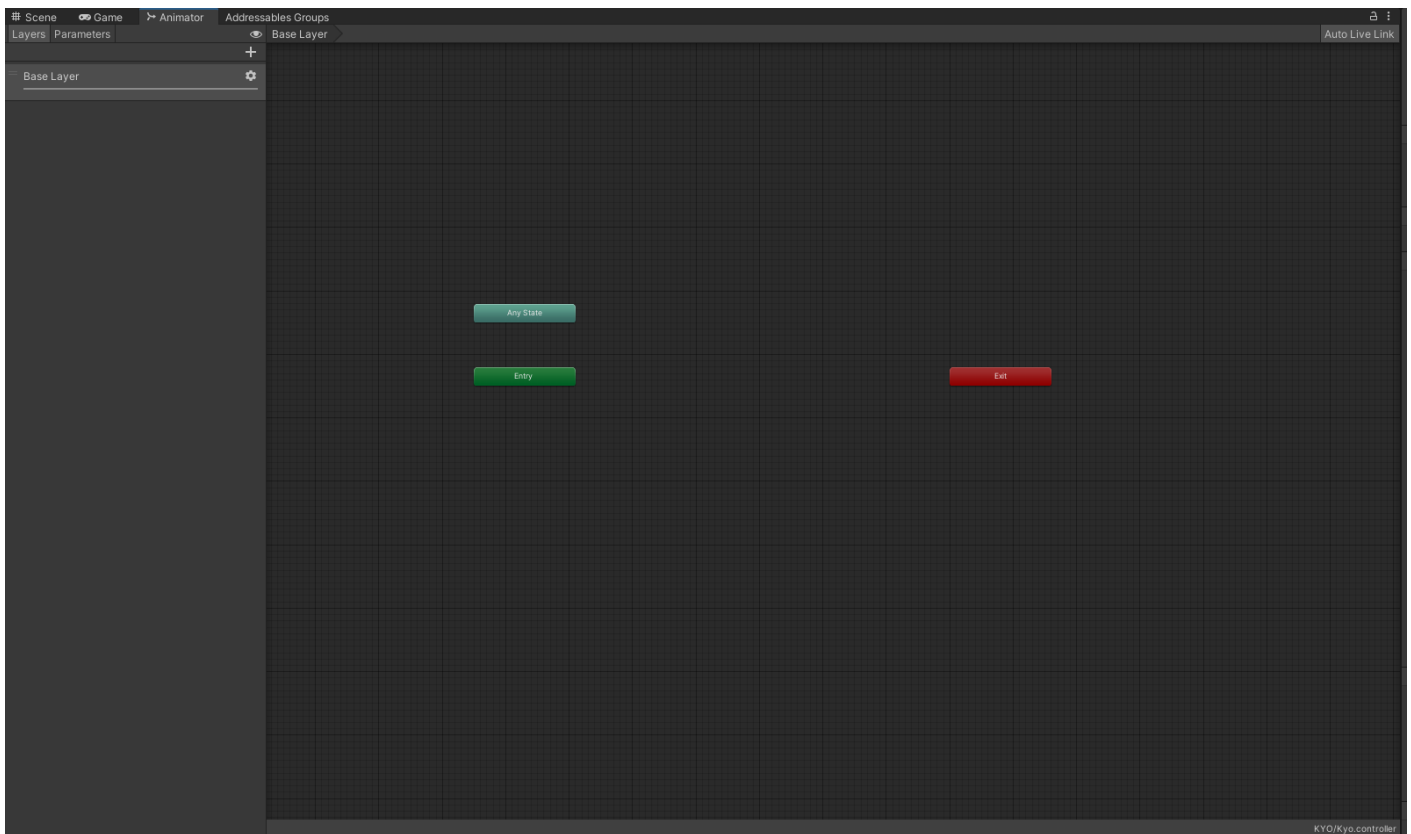 Scene Game Animator Addressables Groups
Layers Parameters Base Layer Auto Live Link
Base Layer
Any State
Entry Exit
KYO/Kyo.controller